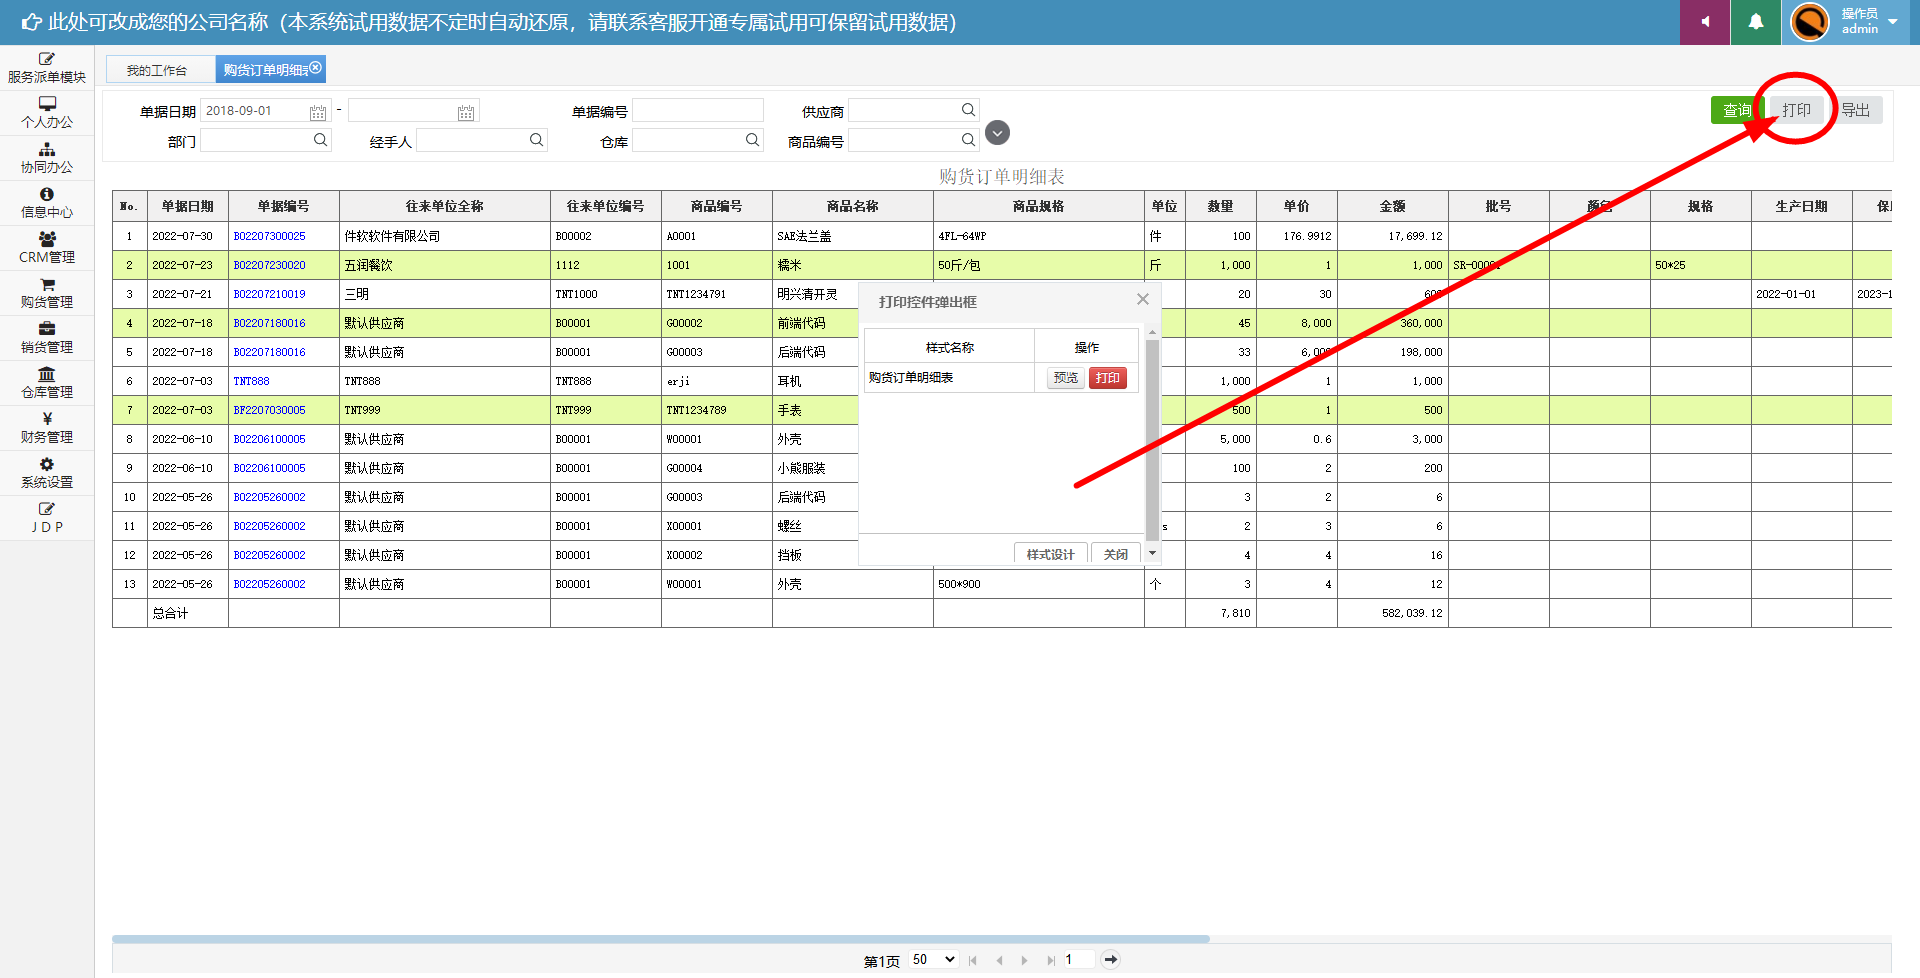 此处可改成您的公司名称（本系统试用数据不定时自动还原，请联系客服开通专属试用可保留试用数据）
操作员
admin
服务派单模块
个人办公
协同办公
信息中心
CRM管理
购货管理
销货管理
仓库管理
财务管理
系统设置
J D P
我的工作台 购货订单明细
单据日期 2018-09-01 - 单据编号 供应商 查询 打印 导出
部门 经手人 仓库 商品编号
购货订单明细表
No. 单据日期 单据编号 往来单位全称 往来单位编号 商品编号 商品名称 商品规格 单位 数量 单价 金额 批号 颜色 规格 生产日期
1 2022-07-30 B02207300025 件软软件有限公司 B00002 A0001 SAE法兰盖 4FL-64WP 件 100 176.9912 17,699.12
2 2022-07-23 B02207230020 五润餐饮 1112 1001 糯米 50斤/包 斤 1,000 1 1,000 50*25
3 2022-07-21 B02207210019 三明 TNT1000 TNT1234791 明兴清开灵 20 30 2022-01-01 2023-1
4 2022-07-18 B02207180016 默认供应商 B00001 G00002 前端代码 45 8,000 360,000
5 2022-07-18 B02207180016 默认供应商 B00001 G00003 后端代码 33 198,000
6 2022-07-03 TNT888 TNT888 TNT888 erji 耳机 1,000 1 1,000
7 2022-07-03 BF2207030005 TNT999 TNT999 TNT1234789 手表 500 1 500
8 2022-06-10 B02206100005 默认供应商 B00001 W00001 外壳 5,000 0.6 3,000
9 2022-06-10 B02206100005 默认供应商 B00001 G00004 小熊服装 100 2 200
10 2022-05-26 B02205260002 默认供应商 B00001 G00003 后端代码 3 2 6
11 2022-05-26 B02205260002 默认供应商 B00001 X00001 螺丝 s 2 3 6
12 2022-05-26 B02205260002 默认供应商 B00001 X00002 挡板 4 4 16
13 2022-05-26 B02205260002 默认供应商 B00001 W00001 外壳 500*900 个 3 4 12
总合计 7,810 582,039.12
打印控件弹出框
样式名称 操作
购货订单明细表 预览 打印
样式设计 关闭
第1页 50 1